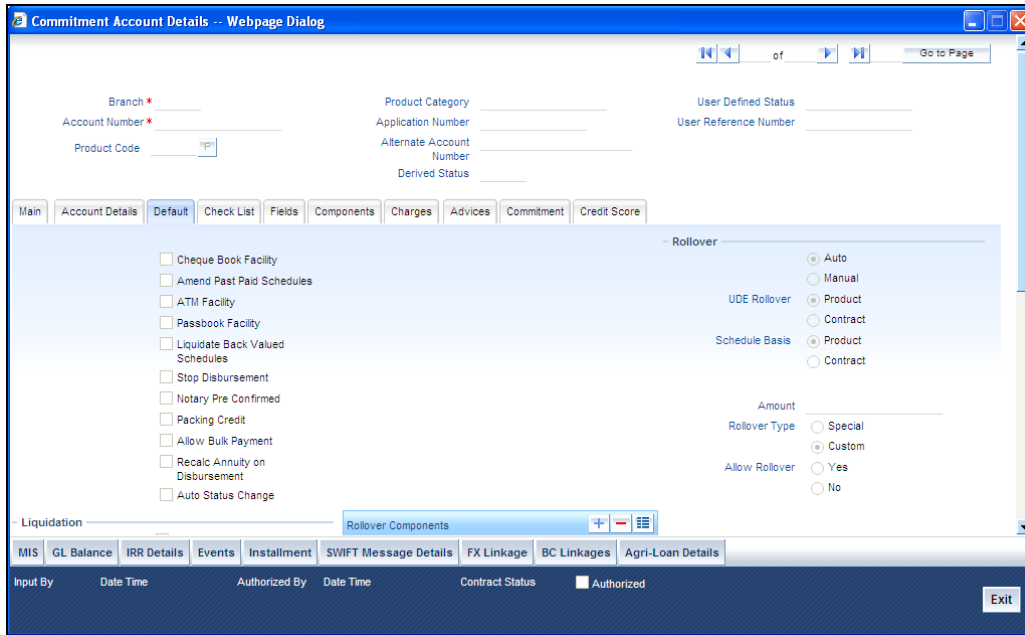 Commitment Account Details -- Webpage Dialog
of
Go to Page
Branch *
Account Number *
Product Code
P
Product Category
Application Number
Alternate Account
Number
Derived Status
User Defined Status
User Reference Number
Main Account Details Default Check List Fields Components Charges Advices Commitment Credit Score
Cheque Book Facility
Amend Past Paid Schedules
ATM Facility
Passbook Facility
Liquidate Back Valued
Schedules
Stop Disbursement
Notary Pre Confirmed
Packing Credit
Allow Bulk Payment
Recalc Annuity on
Disbursement
Auto Status Change
Rollover
Auto
Manual
UDE Rollover Product
Contract
Schedule Basis Product
Contract
Amount
Rollover Type Special
Custom
Allow Rollover Yes
No
Liquidation
Rollover Components
MIS GL Balance IRR Details Events Installment SWIFT Message Details FX Linkage BC Linkages Agri-Loan Details
Input By Date Time Authorized By Date Time Contract Status Authorized
Exit